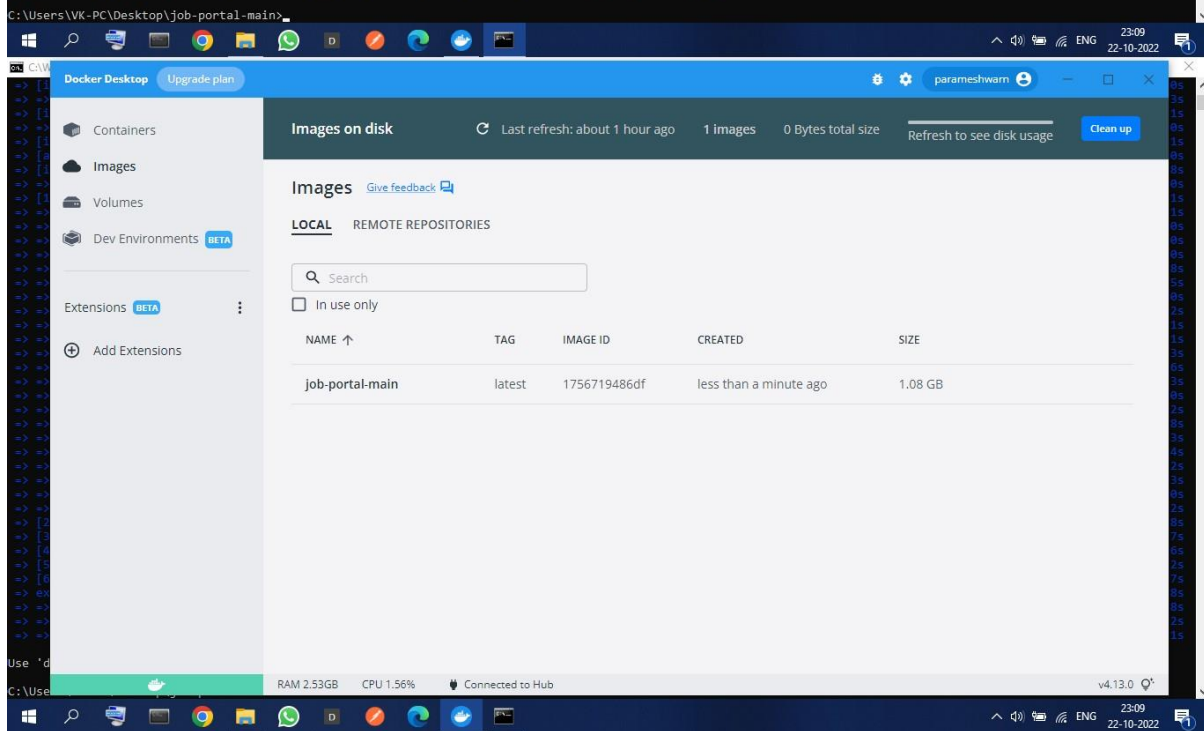 C:\Users\VK-PC\Desktop\job-portal-main>
D
ENG
23:09
22-10-2022
1
C:\W
Docker Desktop Upgrade plan
parameshwarn
Containers
Images
Volumes
Dev Environments BETA
Extensions BETA
Add Extensions
Images on disk
Last refresh: about 1 hour ago
1 images
0 Bytes total size
Refresh to see disk usage
Clean up
Images Give feedback
LOCAL REMOTE REPOSITORIES
Search
In use only
NAME TAG IMAGE ID CREATED SIZE
job-portal-main latest 1756719486df less than a minute ago 1.08 GB
Use 'd
C:\Use
RAM 2.53GB CPU 1.56% Connected to Hub
v4.13.0
D
ENG
23:09
22-10-2022
1